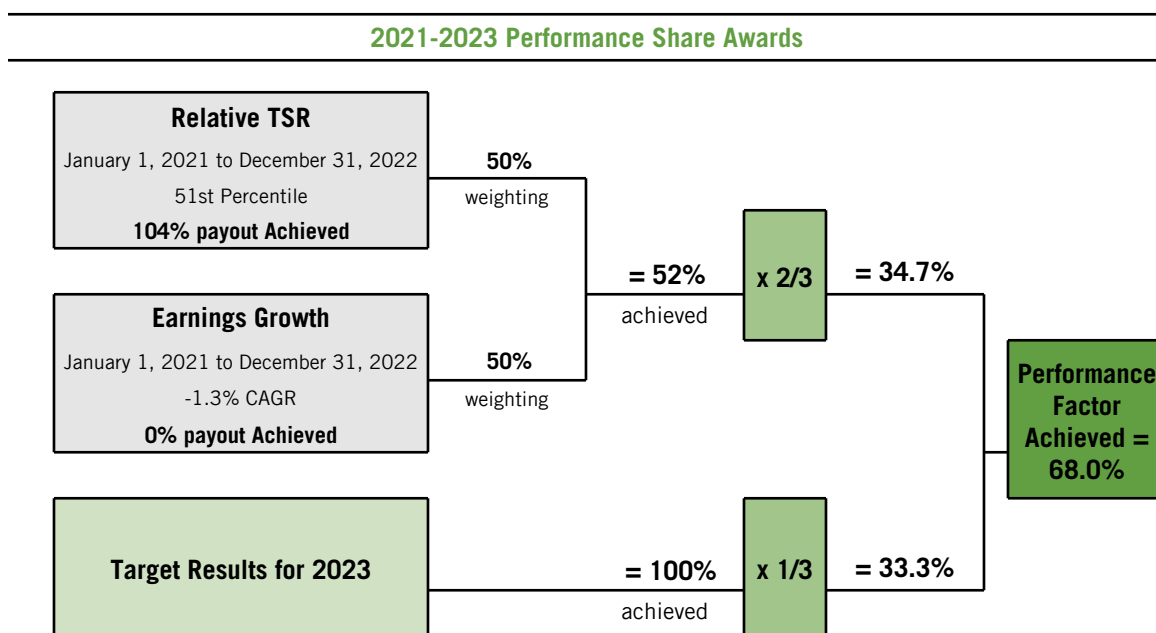 2021-2023 Performance Share Awards
Relative TSR
January 1, 2021 to December 31, 2022
51st Percentile
104% payout Achieved
50%
weighting
Earnings Growth
January 1, 2021 to December 31, 2022
-1.3% CAGR
0% payout Achieved
50%
weighting
= 52%
achieved
x 2/3
= 34.7%
Target Results for 2023
= 100%
achieved
x 1/3
= 33.3%
Performance
Factor
Achieved =
68.0%